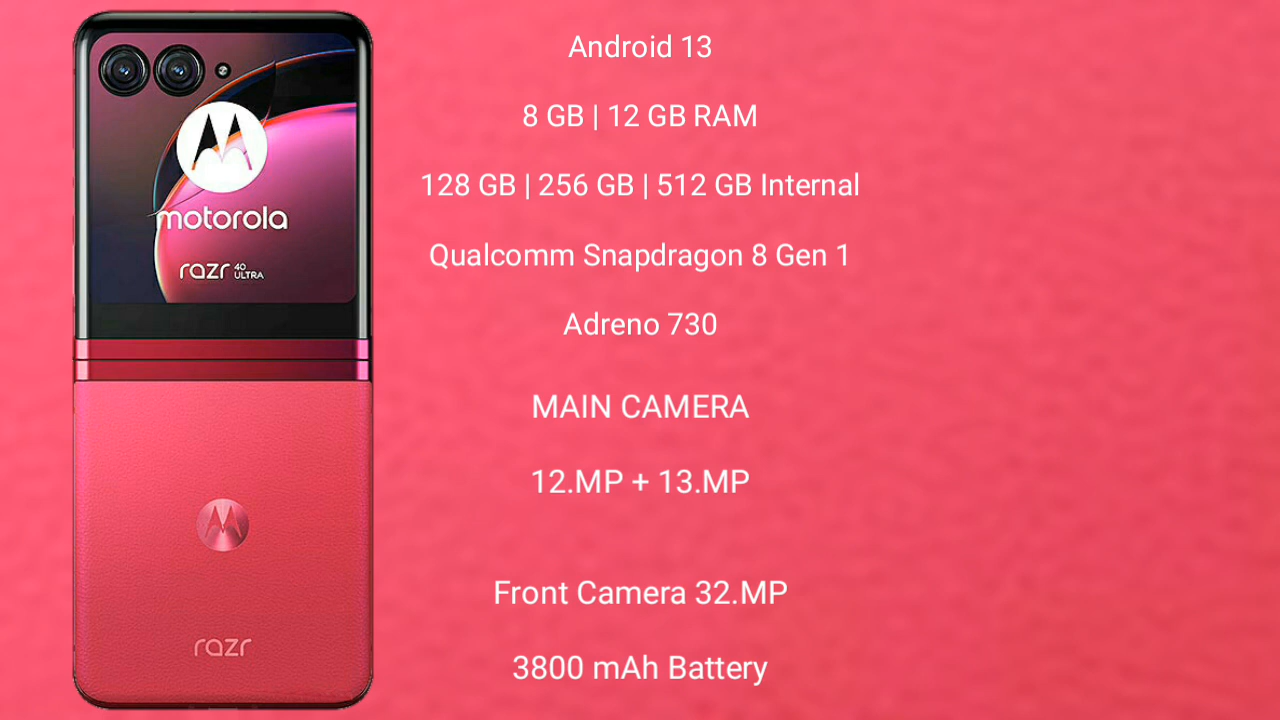 motorola
razr 40 ULTRA
razr
Android 13
8 GB | 12 GB RAM
128 GB | 256 GB | 512 GB Internal
Qualcomm Snapdragon 8 Gen 1
Adreno 730
MAIN CAMERA
12.MP + 13.MP
Front Camera 32.MP
3800 mAh Battery